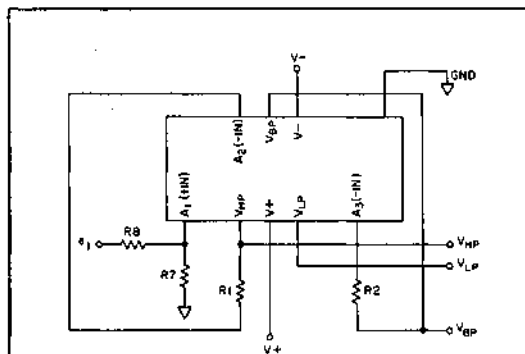 V-
GND
A2(-IN)
VBP
V-
A1(+IN)
VHP
V+
VLP
A3(-IN)
R8
R7
R1
R2
VHP
VLP
VBP
V+